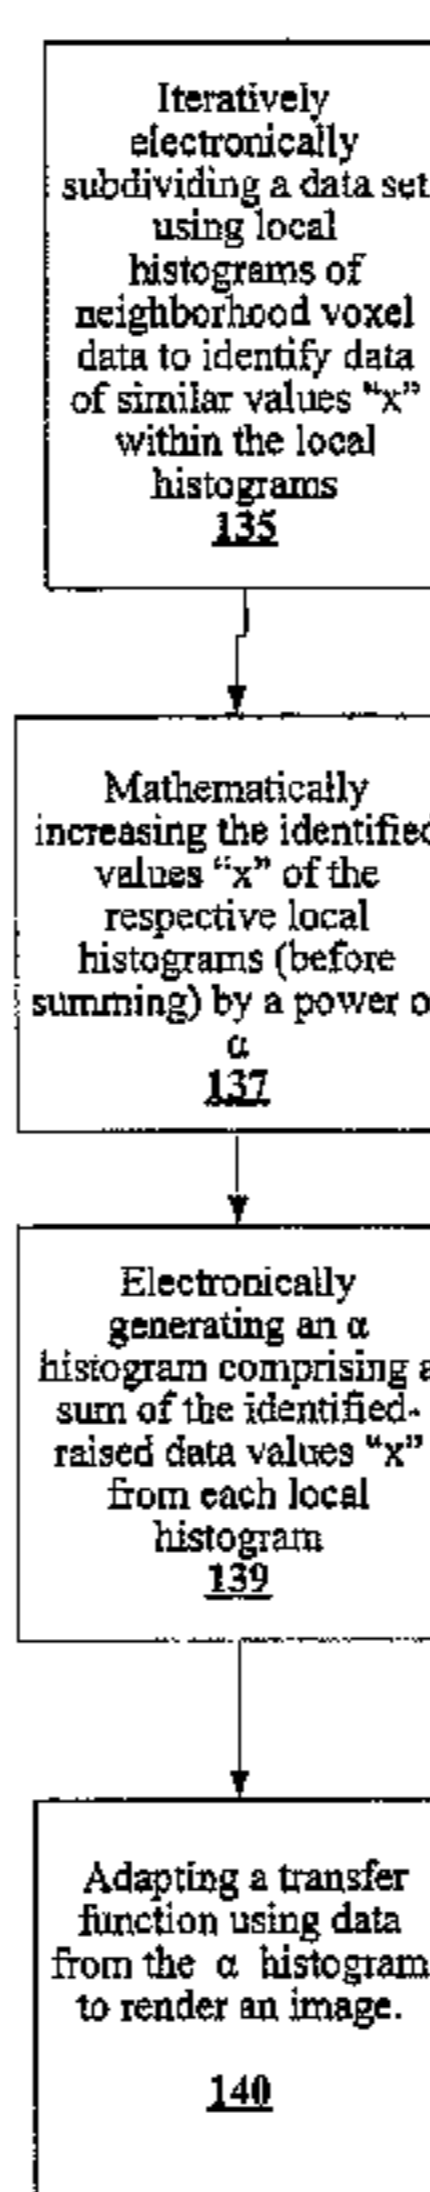 Iteratively
electronically
subdividing a data set
using local
histograms of
neighborhood voxel
data to identify data
of similar values "x"
within the local
histograms
135
Mathematically
increasing the identified
values "x" of the
respective local
histograms (before
summing) by a power o
α
137
Electronically
generating an α
histogram comprising a
sum of the identified-
raised data values "x"
from each local
histogram
139
Adapting a transfer
function using data
from the α histogram
to render an image.
140